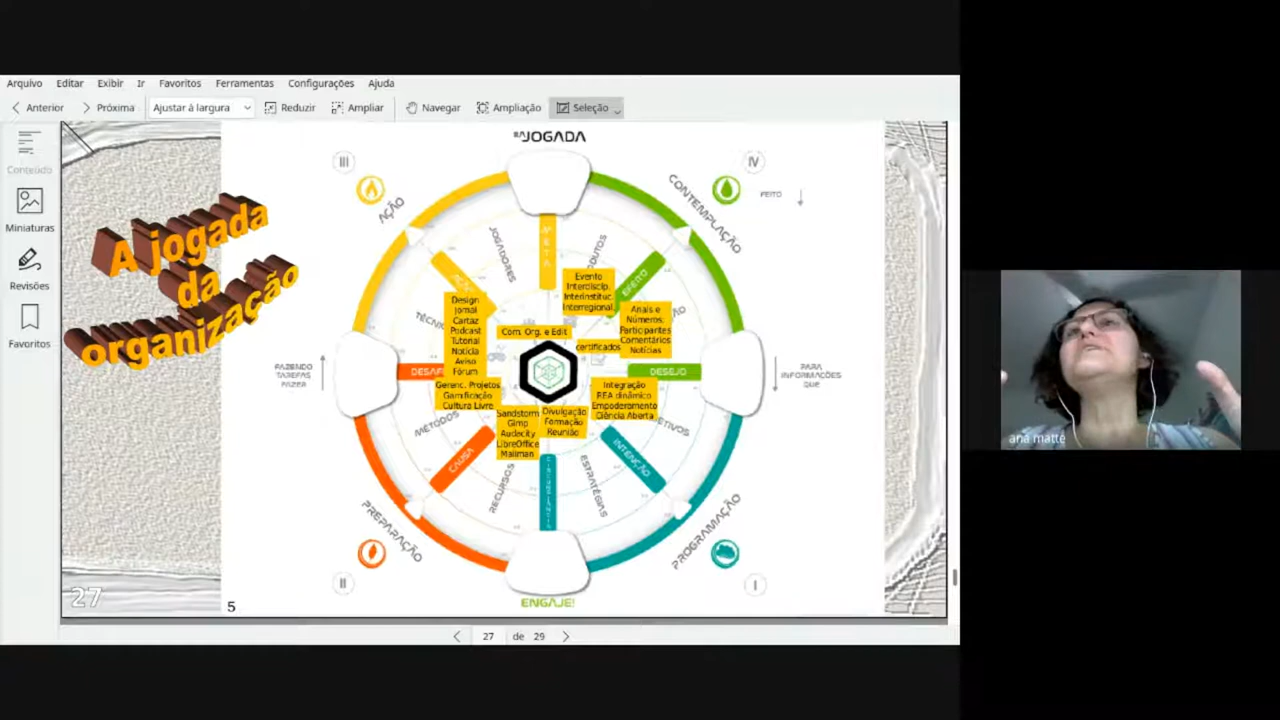 Arquivo Editar Exibir Ir Favoritos Ferramentas Configurações Ajuda
Anterior Próxima Ajustar à largura Reduzir Ampliar Navegar Ampliação Seleção
Conteúdo
Miniaturas
Revisões
Favoritos
A jogada
da
organização
JOGADA
III
IV
AÇÃO
CONTEMPLAÇÃO
FEITO
JOGADORES
META
EFEITO
Evento
Interdiscip.
Interinstituc.
Interregional.
Design
Jornal
Cartaz
Podcast
Tutorial
Notícia
Aviso
Fórum
Anais e
Números,
Participantes
Comentários
Notícias
Com. Org. e Edit
certificados
FAZENDO
TAREFAS
FAZER
DESEJO
PARA
INFORMAÇÕES
QUE
Gerenc. Projetos
Gamificação
Cultura Livre
Integração
REA dinâmico
Empoderamento
Ciência Aberta
Sandstorm
Gimp
Audacity
LibreOffice
Mailman
Divulgação
Formação
Reunião
MÉTODOS
CAUSA
INTENÇÃO
RECURSOS
ESTRATÉGIAS
PREPARAÇÃO
PROGRAMAÇÃO
II
I
ENGAJE!
27
5
27 de 29
ana matte